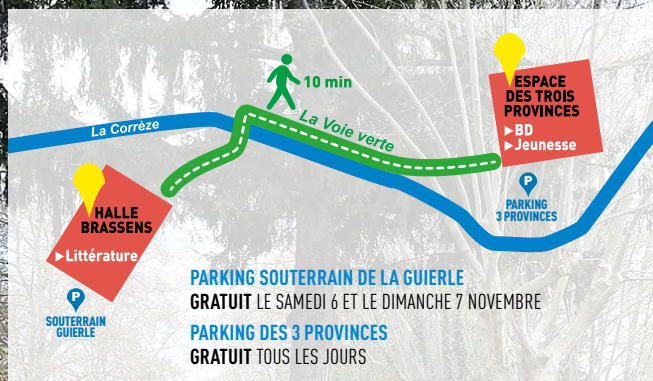 10 min
La Corrèze
La Voie verte
ESPACE
DES TROIS
PROVINCES
▶BD
▶Jeunesse
P
PARKING
3 PROVINCES
HALLE
BRASSENS
▶Littérature
P
SOUTERRAIN
GUIERLE
PARKING SOUTERRAIN DE LA GUIERLE
GRATUIT LE SAMEDI 6 ET LE DIMANCHE 7 NOVEMBRE
PARKING DES 3 PROVINCES
GRATUIT TOUS LES JOURS